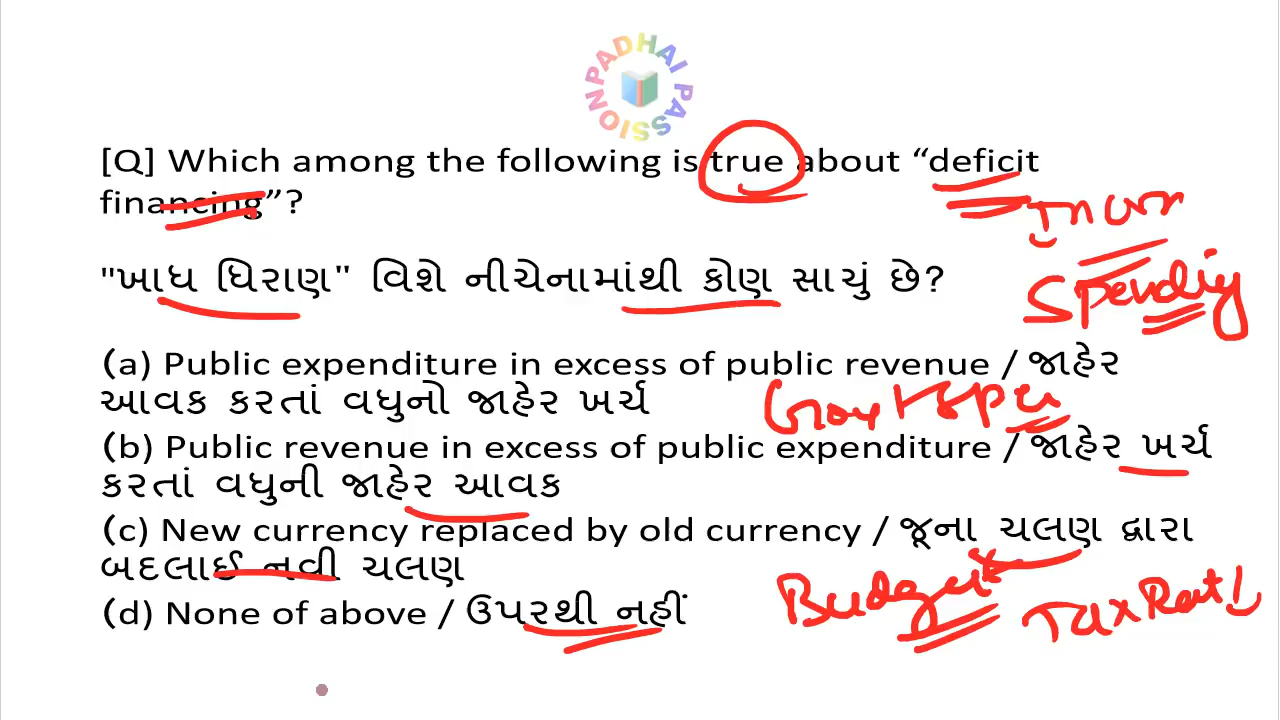 PADHAI PASSION
[Q] Which among the following is true about “deficit
financing”?
"ખાધ ધિરાણ" વિશે નીચેનામાંથી કોણ સાચું છે?
Spending
(a) Public expenditure in excess of public revenue / જાહેર
આવક કરતાં વધુનો જાહેર ખર્ચ
(b) Public revenue in excess of public expenditure / જાહેર ખર્ચ
કરતાં વધુની જાહેર આવક
(c) New currency replaced by old currency / જૂના ચલણ દ્વારા
બદલાઈ નવી ચલણ
Budget
(d) None of above / ઉપરથી નહીં